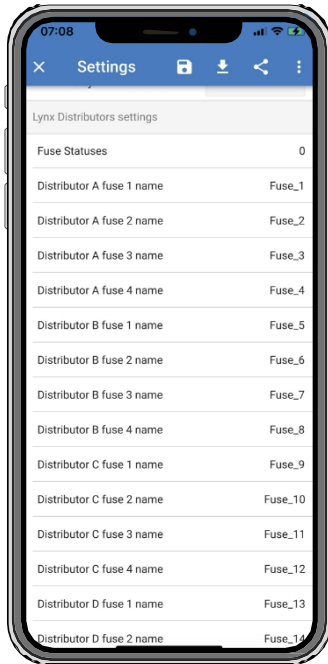 07:08
Settings
Lynx Distributors settings
Fuse Statuses 0
Distributor A fuse 1 name Fuse_1
Distributor A fuse 2 name Fuse_2
Distributor A fuse 3 name Fuse_3
Distributor A fuse 4 name Fuse_4
Distributor B fuse 1 name Fuse_5
Distributor B fuse 2 name Fuse_6
Distributor B fuse 3 name Fuse_7
Distributor B fuse 4 name Fuse_8
Distributor C fuse 1 name Fuse_9
Distributor C fuse 2 name Fuse_10
Distributor C fuse 3 name Fuse_11
Distributor C fuse 4 name Fuse_12
Distributor D fuse 1 name Fuse_13
Distributor D fuse 2 name Fuse_14